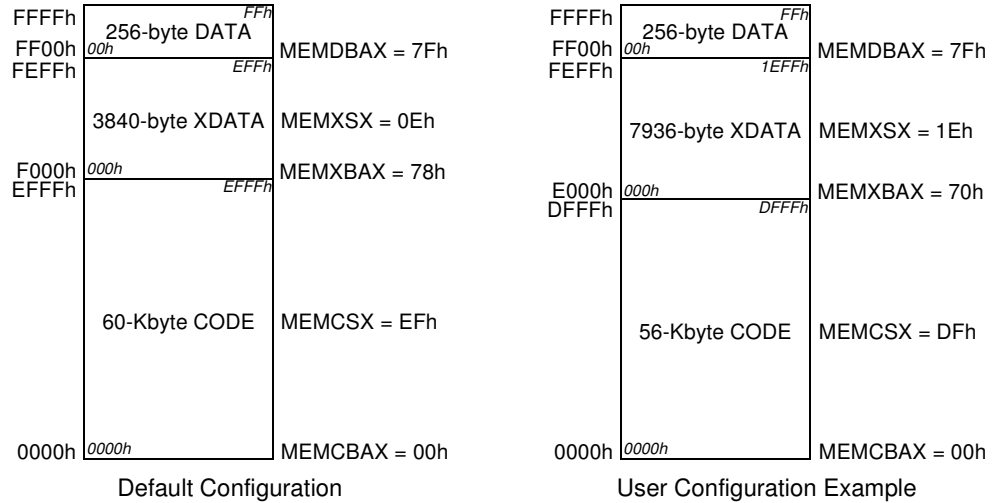 FFFFh
FFh
256-byte DATA
FF00h
00h
MEMDBAX = 7Fh
FEFFh
EFFh
3840-byte XDATA
MEMXSX = 0Eh
F000h
000h
MEMXBAX = 78h
EFFFh
EFFFh
60-Kbyte CODE
MEMCSX = EFh
0000h
0000h
MEMCBAX = 00h
Default Configuration
FFFFh
FFh
256-byte DATA
FF00h
00h
MEMDBAX = 7Fh
FEFFh
1EFFh
7936-byte XDATA
MEMXSX = 1Eh
E000h
000h
MEMXBAX = 70h
DFFFh
DFFFh
56-Kbyte CODE
MEMCSX = DFh
0000h
0000h
MEMCBAX = 00h
User Configuration Example